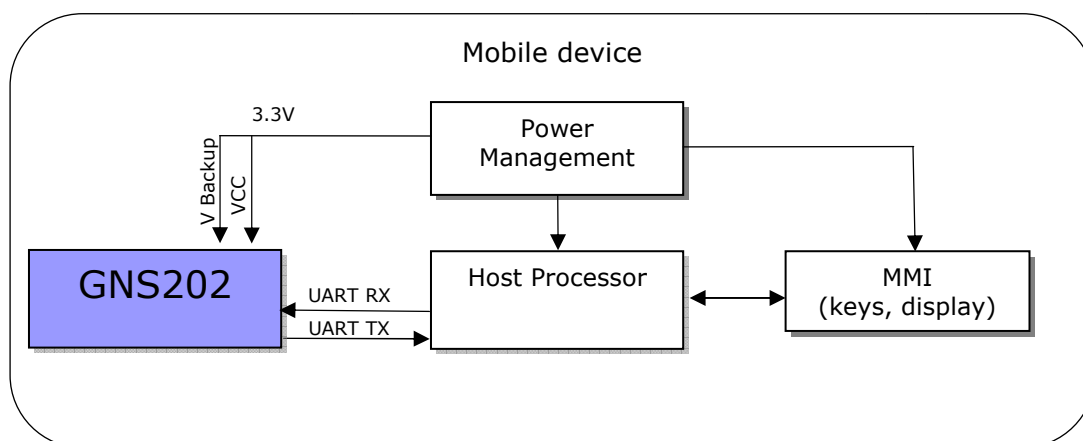 Mobile device
3.3V
Power
Management
V Backup
VCC
GNS202
UART RX
UART TX
Host Processor
MMI
(keys, display)